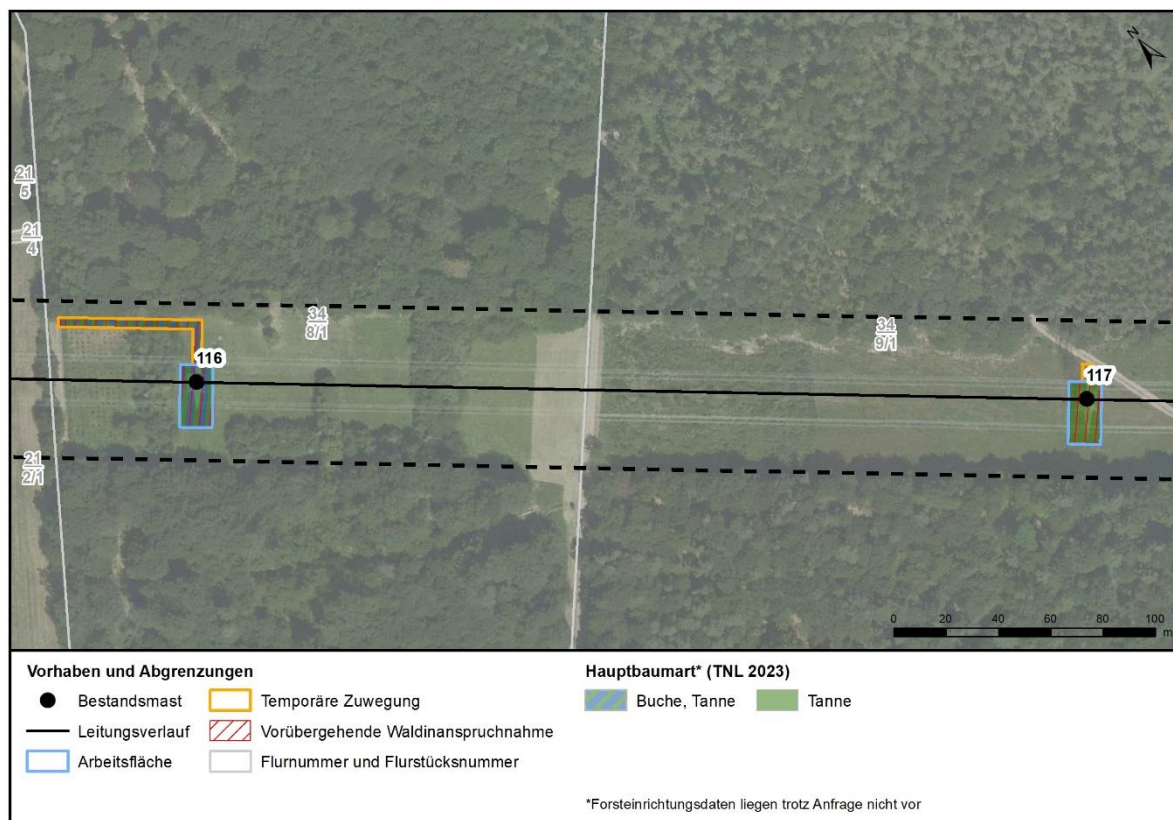 N
21
5
21
4
34
8/1
34
9/1
116
117
21
2/1
0 20 40 60 80 100
m
Vorhaben und Abgrenzungen
Bestandsmast
Temporäre Zuwegung
Leitungsverlauf
Vorübergehende Waldinanspruchnahme
Arbeitsfläche
Flurnummer und Flurstücksnummer
Hauptbaumart* (TNL 2023)
Buche, Tanne
Tanne
*Forsteinrichtungsdaten liegen trotz Anfrage nicht vor